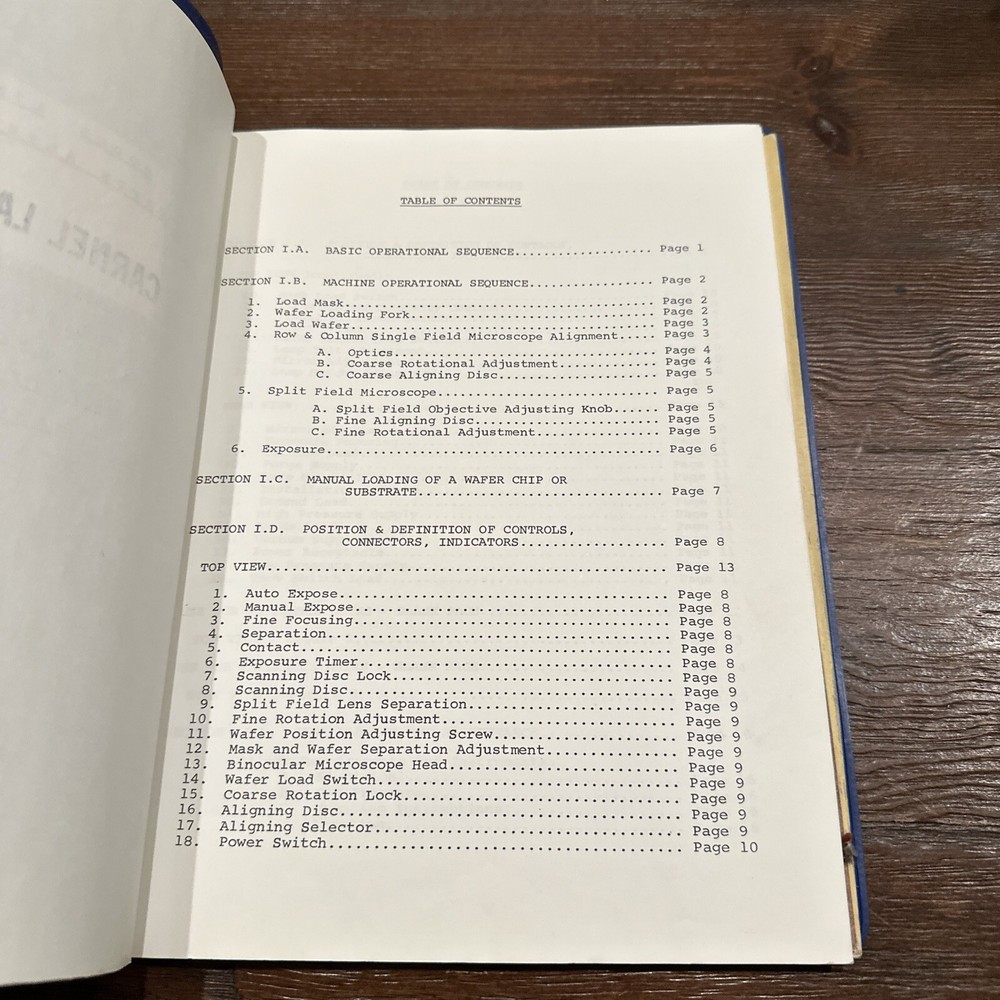 TABLE OF CONTENTS
SECTION I.A. BASIC OPERATIONAL SEQUENCE.................... Page 1
SECTION I.B. MACHINE OPERATIONAL SEQUENCE.................. Page 2
1. Load Mask............................................. Page 2
2. Wafer Loading Fork.................................... Page 2
3. Load Wafer............................................ Page 3
4. Row & Column Single Field Microscope Alignment..... Page 3
A. Optics...................................... Page 4
B. Coarse Rotational Adjustment.............. Page 4
C. Coarse Aligning Disc....................... Page 5
5. Split Field Microscope................................ Page 5
A. Split Field Objective Adjusting Knob...... Page 5
B. Fine Aligning Disc......................... Page 5
C. Fine Rotational Adjustment................ Page 5
6. Exposure................................................ Page 6
SECTION I.C. MANUAL LOADING OF A WAFER CHIP OR
SUBSTRATE.................................. Page 7
SECTION I.D. POSITION & DEFINITION OF CONTROLS,
CONNECTORS, INDICATORS.................... Page 8
TOP VIEW....................................................... Page 13
1. Auto Expose............................................. Page 8
2. Manual Expose........................................... Page 8
3. Fine Focusing........................................... Page 8
4. Separation.............................................. Page 8
5. Contact................................................. Page 8
6. Exposure Timer.......................................... Page 8
7. Scanning Disc Lock...................................... Page 8
8. Scanning Disc........................................... Page 9
9. Split Field Lens Separation............................ Page 9
10. Fine Rotation Adjustment............................... Page 9
11. Wafer Position Adjusting Screw........................ Page 9
12. Mask and Wafer Separation Adjustment................. Page 9
13. Binocular Microscope Head.............................. Page 9
14. Wafer Load Switch...................................... Page 9
15. Coarse Rotation Lock................................... Page 9
16. Aligning Disc.......................................... Page 9
17. Aligning Selector...................................... Page 9
18. Power Switch........................................... Page 10